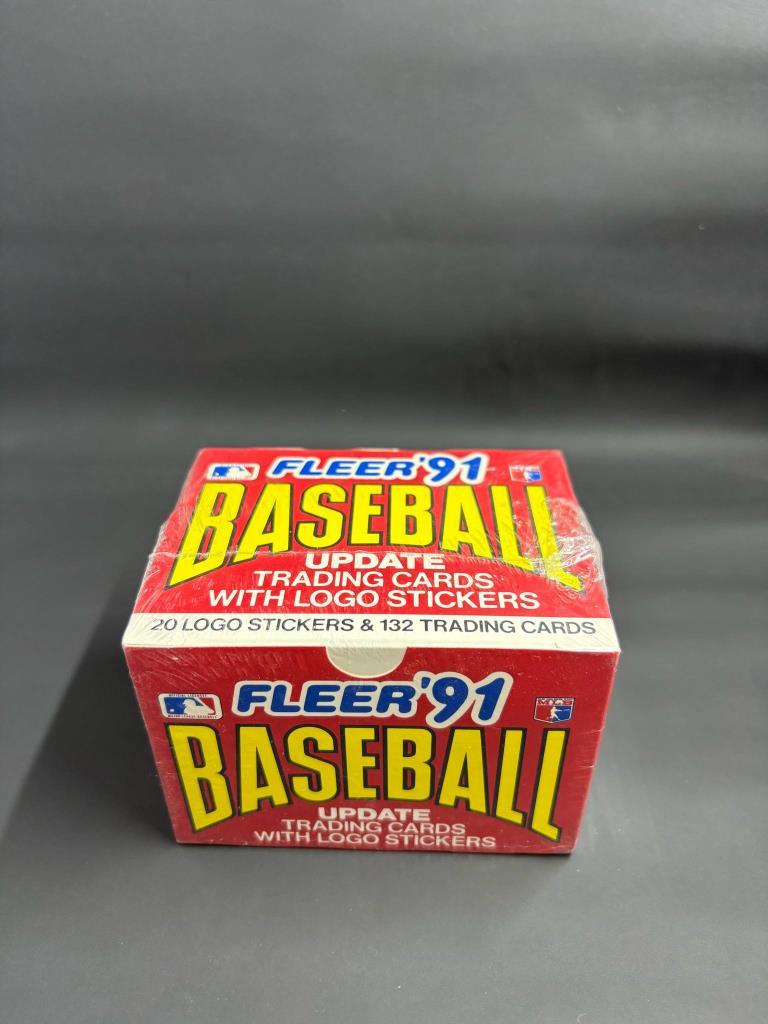 FLEER '91
BASEBALL
UPDATE
TRADING CARDS
WITH LOGO STICKERS
20 LOGO STICKERS & 132 TRADING CARDS
FLEER '91
BASEBALL
UPDATE
TRADING CARDS
WITH LOGO STICKERS